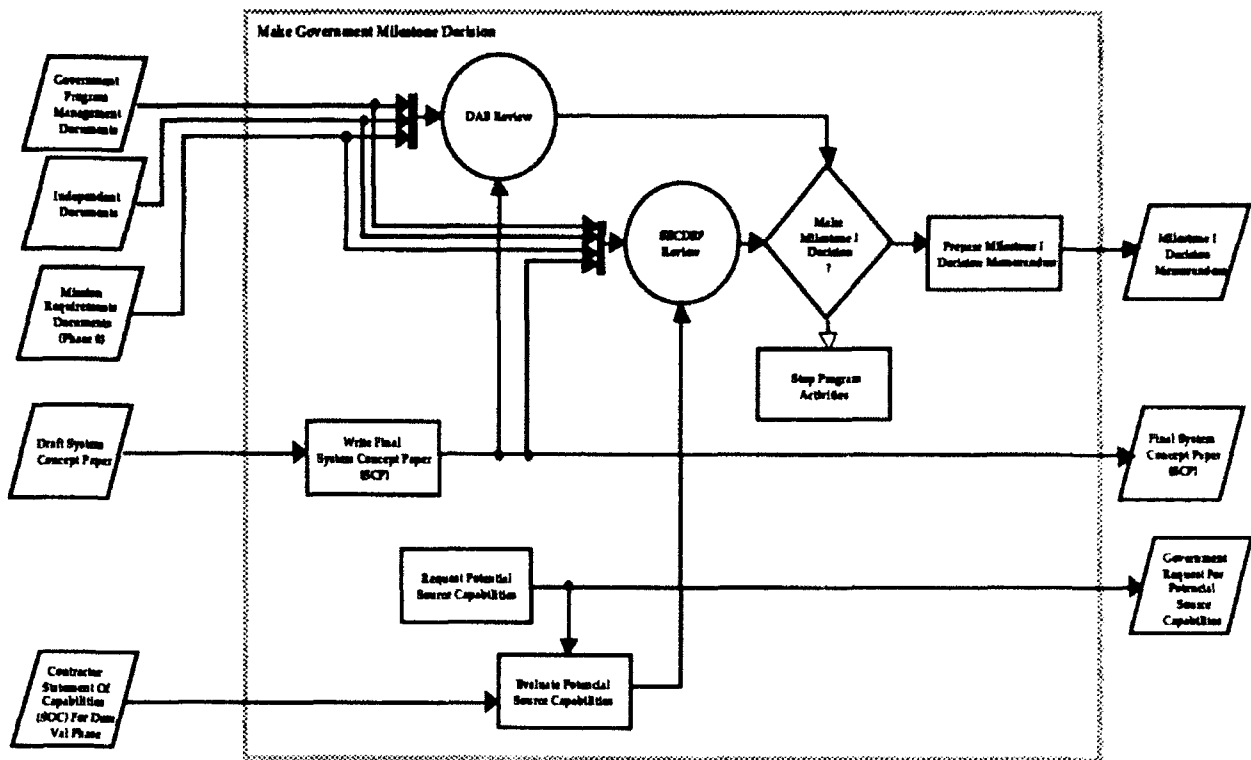 Make Government Milestone Decision
Government
Program
Management
Documents
DAB Review
Independent
Documents
Review
Make
Milestone I
Decision
?
Prepare Milestone I
Decision Memorandum
Milestone I
Decision
Memorandum
Mission
Requirements
Documents
(Phase 0)
Stop Program
Activities
Draft System
Concept Paper
Write Final
System Concept Paper
(SCP)
Final System
Concept Paper
(SCP)
Request Potential
Source Capabilities
Government
Request For
Potential
Source
Capabilities
Contractor
Statement Of
Capabilities
(SOC) For Dem
Val Phase
Evaluate Potential
Source Capabilities